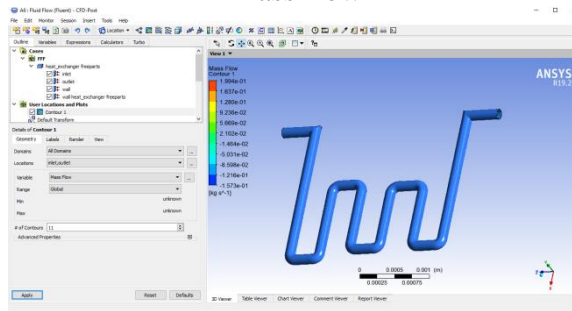 A6 : Fluid Flow (Fluent) - CFD-Post
File Edit Monitor Session Insert Tools Help
Location
Outline Variables Expressions Calculators Turbo
Cases
FFF
heat_exchanger freeparts
inlet
outlet
wall
wall heat_exchanger freeparts
User Locations and Plots
Contour 1
Default Transform
Details of Contour 1
Geometry Labels Render View
Domains All Domains
Locations inlet,outlet
Variable Mass Flow
Range Global
Min unknown
Max unknown
# of Contours 11
Advanced Properties
Apply Reset Defaults
View 1
Mass Flow
Contour 1
1.994e-01
1.637e-01
1.280e-01
9.236e-02
5.669e-02
2.102e-02
-1.464e-02
-5.031e-02
-8.598e-02
-1.216e-01
-1.573e-01
[kg s^-1]
ANSYS
R19.2
0 0.0005 0.001 (m)
0.00025 0.00075
3D Viewer Table Viewer Chart Viewer Comment Viewer Report Viewer